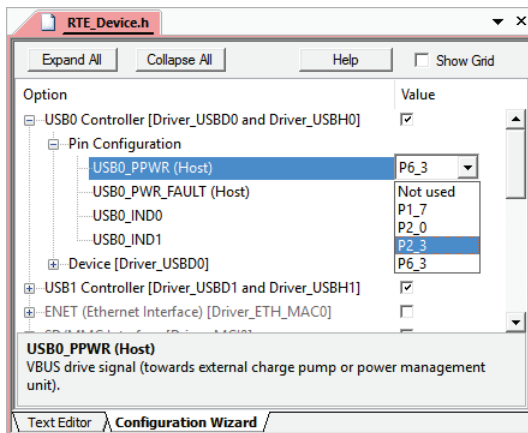 RTE_Device.h
Expand All Collapse All Help Show Grid
Option Value
USB0 Controller [Driver_USBD0 and Driver_USBH0]
Pin Configuration
USB0_PPWR (Host) P6_3
USB0_PWR_FAULT (Host) Not used
USB0_IND0 P1_7
P2_0
USB0_IND1 P2_3
Device [Driver_USBD0] P6_3
USB1 Controller [Driver_USBD1 and Driver_USBH1]
ENET (Ethernet Interface) [Driver_ETH_MAC0]
USB0_PPWR (Host)
VBUS drive signal (towards external charge pump or power management
unit).
Text Editor Configuration Wizard